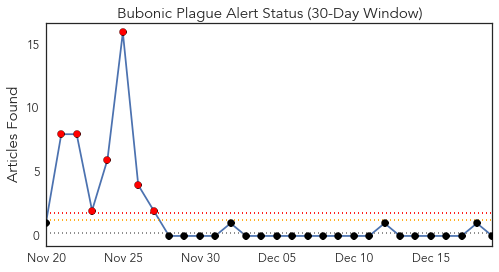 Bubonic Plague Alert Status (30-Day Window)
Articles Found
15
10
5
0
Nov 20 Nov 25 Nov 30 Dec 05 Dec 10 Dec 15